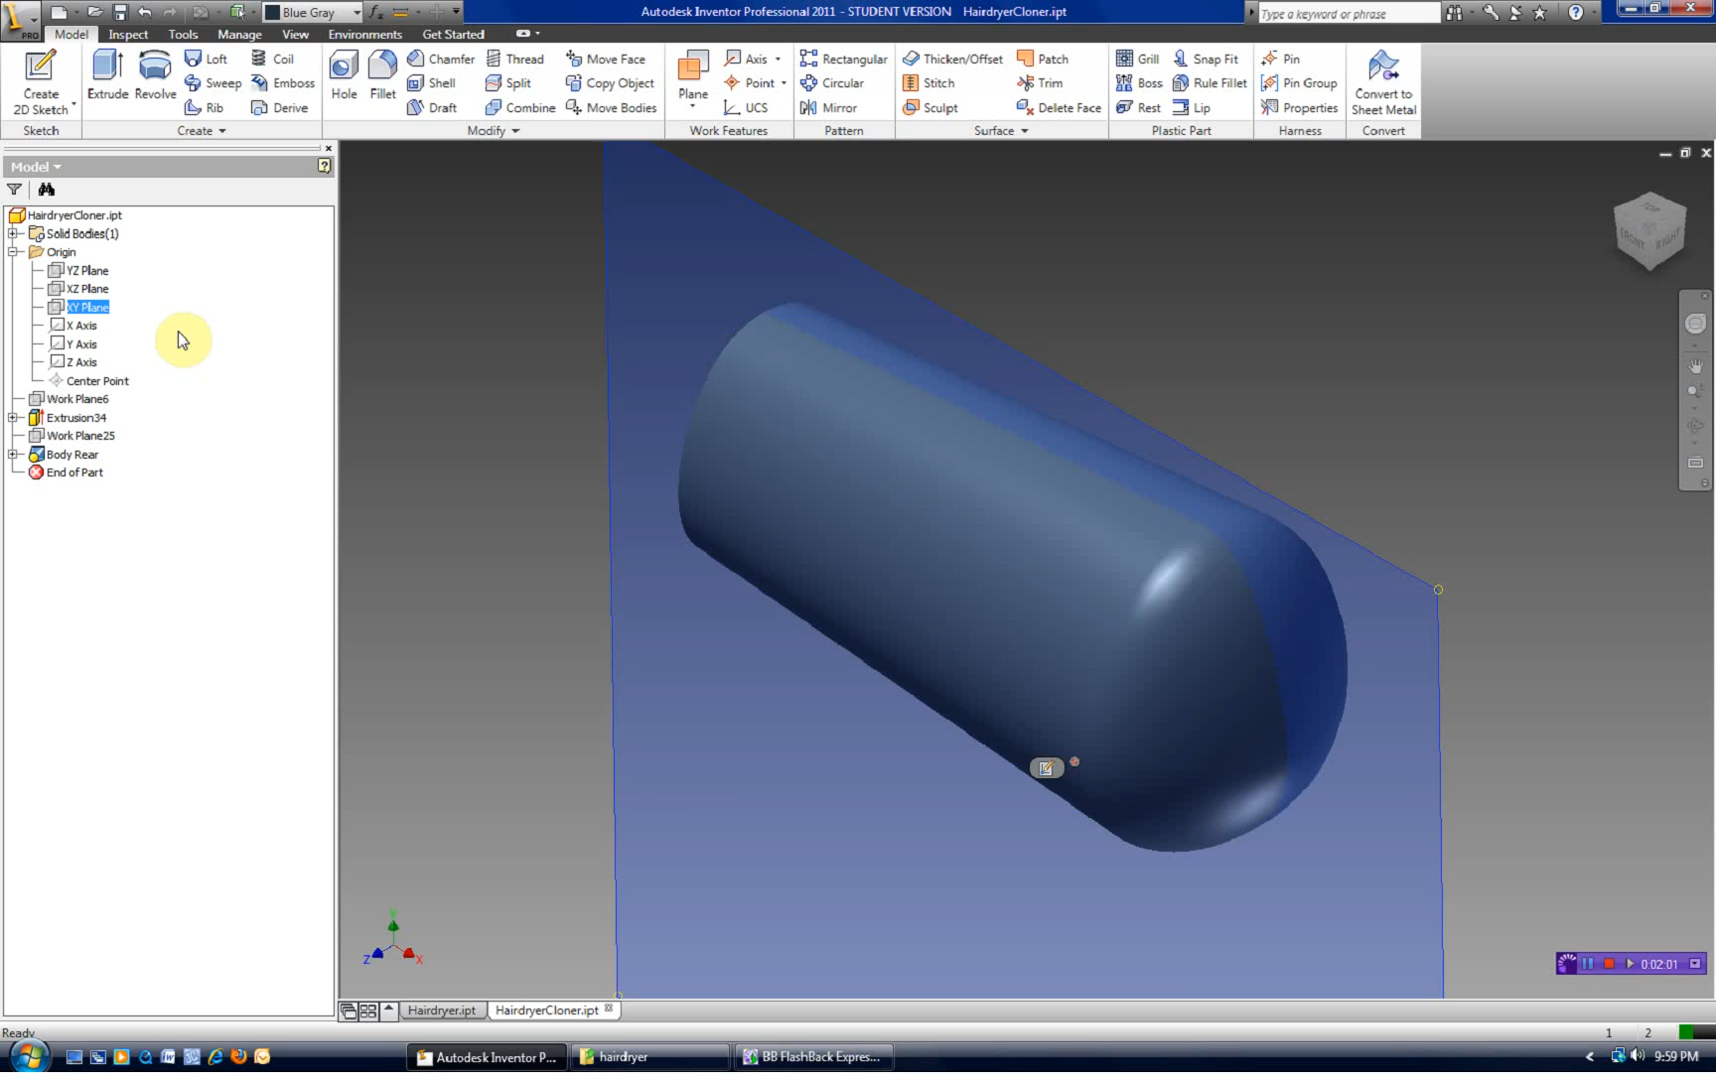 Blue Gray
Autodesk Inventor Professional 2011 - STUDENT VERSION HairdryerCloner.ipt
Type a keyword or phrase
PRO
Model Inspect Tools Manage View Environments Get Started
Loft Coil Chamfer Thread Move Face Axis Rectangular Thicken/Offset Patch Grill Snap Fit Pin
Create 2D Sketch Extrude Revolve Sweep Emboss Hole Fillet Shell Split Copy Object Plane Point Circular Stitch Trim Boss Rule Fillet Pin Group Convert to Sheet Metal
Rib Derive Draft Combine Move Bodies UCS Mirror Sculpt Delete Face Rest Lip Properties
Sketch Create Modify Work Features Pattern Surface Plastic Part Harness Convert
Model
HairdryerCloner.ipt
Solid Bodies(1)
Origin
YZ Plane
XZ Plane
XY Plane
X Axis
Y Axis
Z Axis
Center Point
Work Plane6
Extrusion34
Work Plane25
Body Rear
End of Part
TOP
FRONT RIGHT
Y
Z X
0:02:01
Hairdryer.ipt HairdryerCloner.ipt
Ready
1 2
Autodesk Inventor P... hairdryer BB FlashBack Expres...
9:59 PM